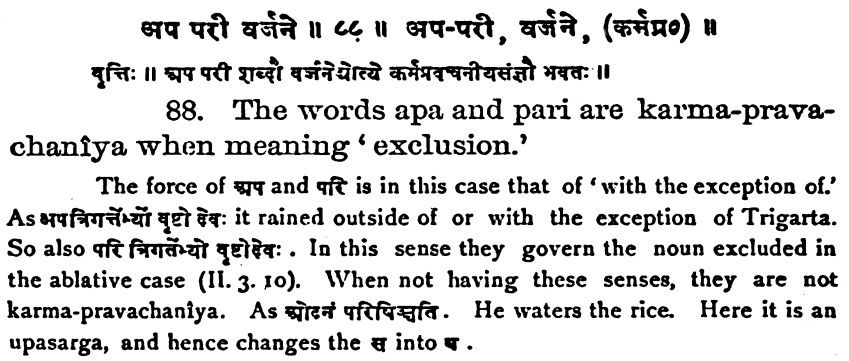 अप परी वर्जने ॥ ८८ ॥ अप-परी, वर्जने, (कर्मप्र०) ॥
वृत्तिः ॥ अप परी शब्दौ वर्जनेद्योत्ये कर्मप्रवचनीयसंज्ञौ भवतः ॥
88. The words apa and pari are karma-prava-
chanîya when meaning ‘ exclusion.’
The force of अप and परि is in this case that of ‘ with the exception of.’
As अपत्रिगर्त्तेभ्यो वृष्टो देवः it rained outside of or with the exception of Trigarta.
So also परि त्रिगर्तेभ्यो वृष्टोदेवः . In this sense they govern the noun excluded in
the ablative case (II. 3. 10). When not having these senses, they are not
karma-pravachanîya. As ओदनं परिषिञ्चति . He waters the rice. Here it is an
upasarga, and hence changes the स into ष .